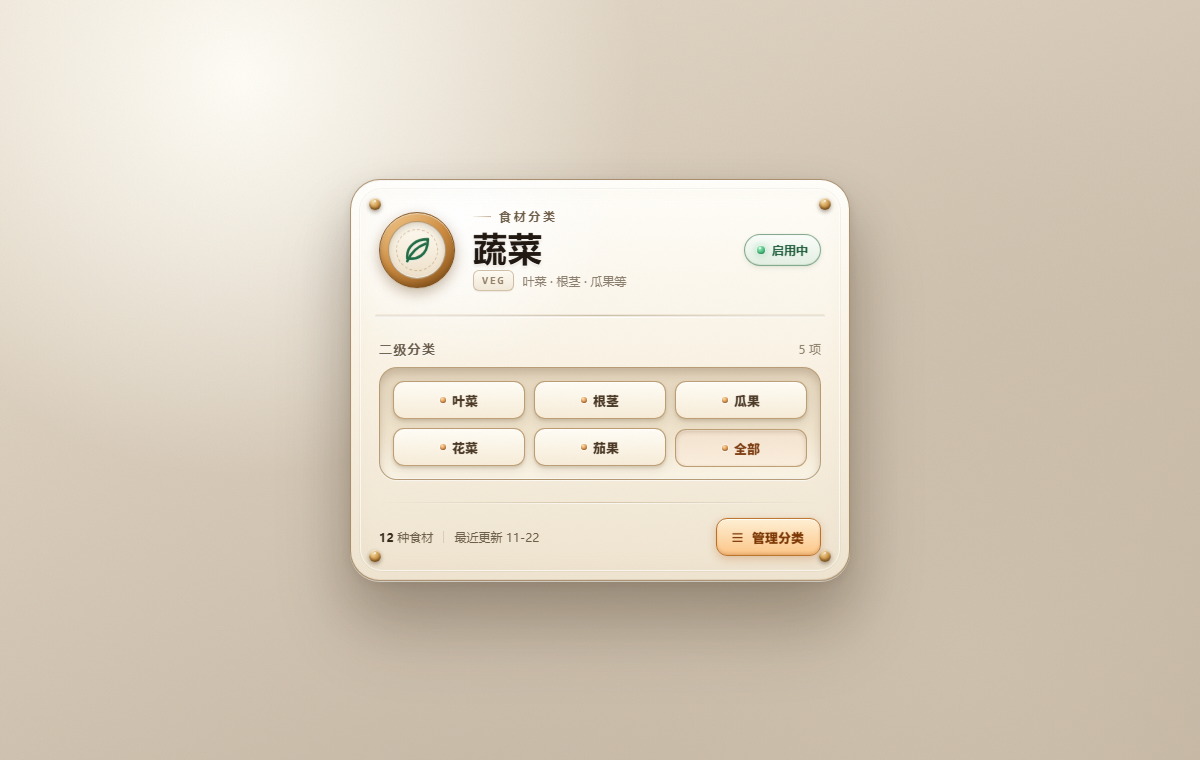 食材分类
蔬菜
启用中
VEG 叶菜 · 根茎 · 瓜果等
二级分类 5 项
叶菜 根茎 瓜果
花菜 茄果 全部
12 种食材 最近更新 11-22 管理分类